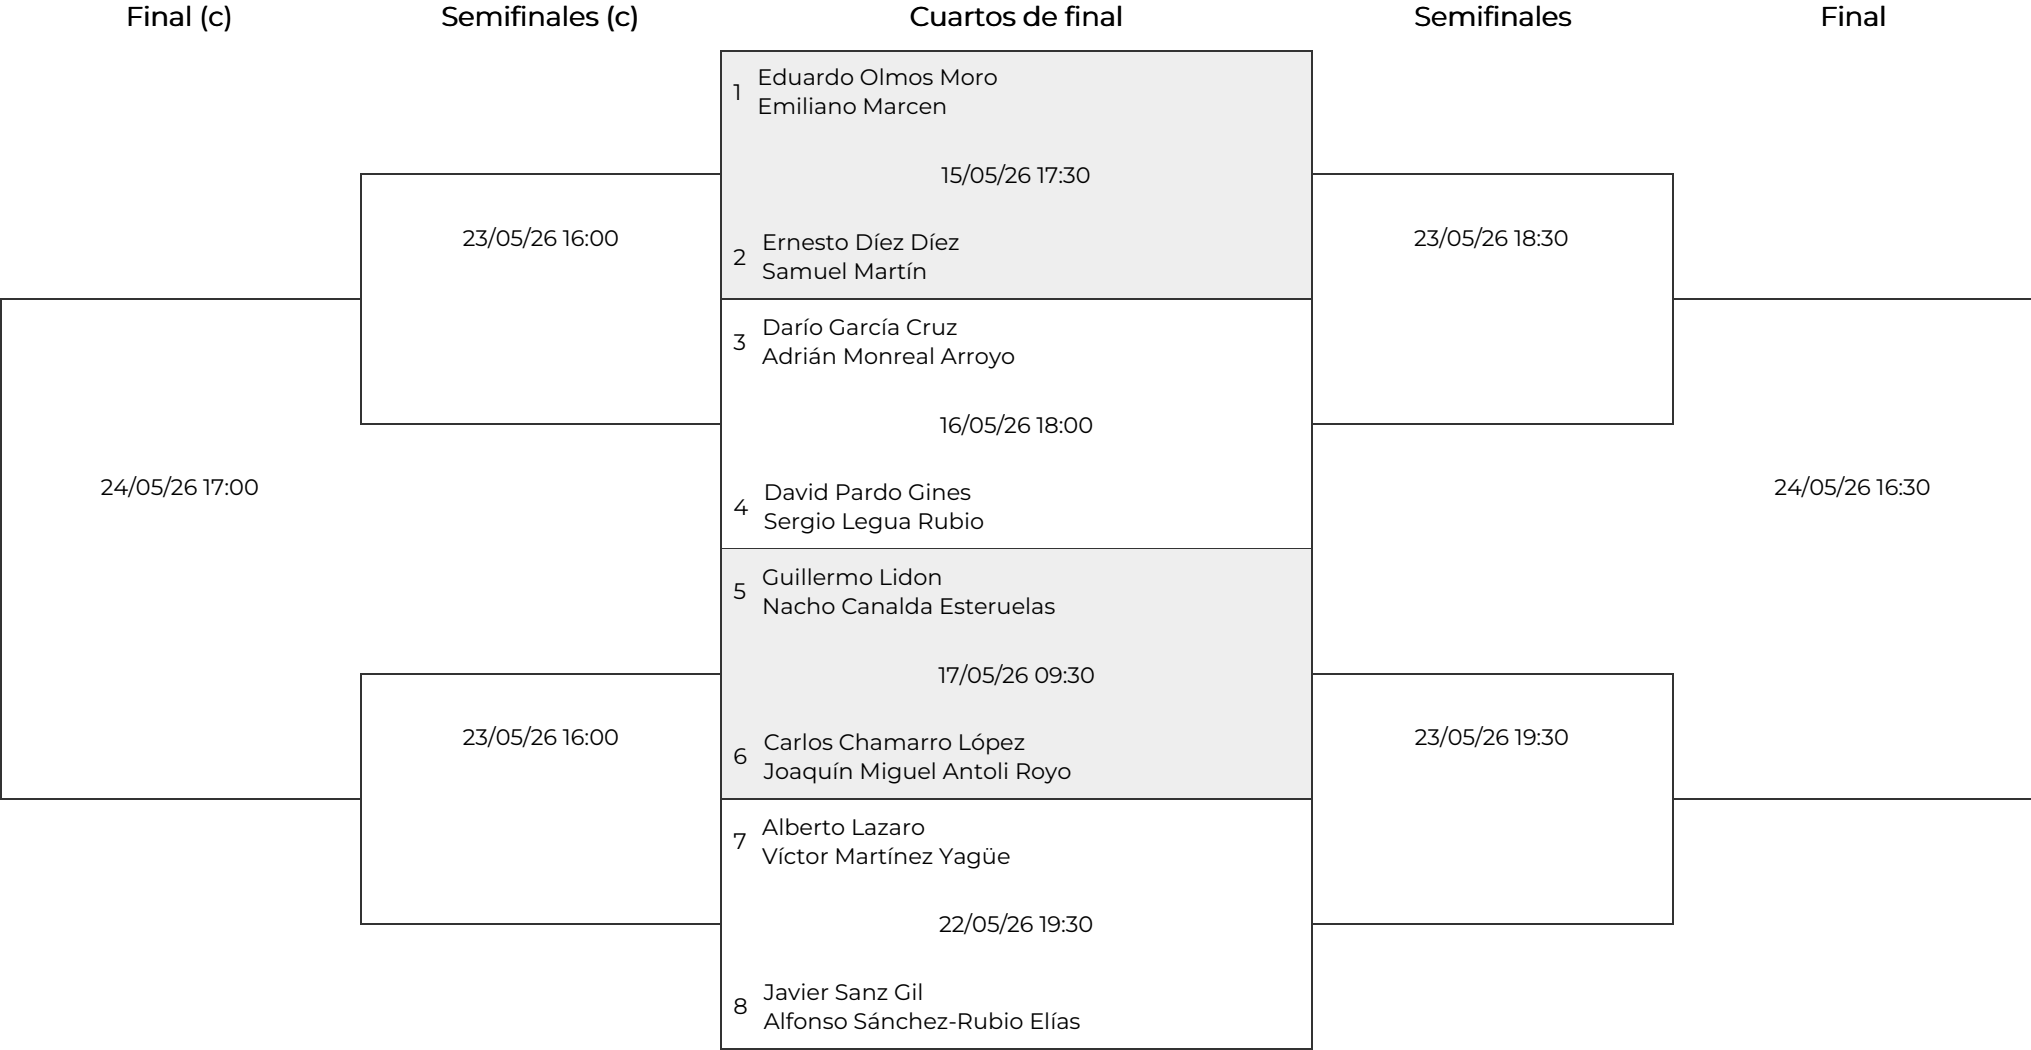 Final (c)
Semifinales (c)
Cuartos de final
Semifinales
Final
1
Eduardo Olmos Moro
Emiliano Marcen
15/05/26 17:30
2
Ernesto Díez Díez
Samuel Martín
3
Darío García Cruz
Adrián Monreal Arroyo
16/05/26 18:00
4
David Pardo Gines
Sergio Legua Rubio
5
Guillermo Lidon
Nacho Canalda Esteruelas
17/05/26 09:30
6
Carlos Chamarro López
Joaquín Miguel Antoli Royo
7
Alberto Lazaro
Víctor Martínez Yagüe
22/05/26 19:30
8
Javier Sanz Gil
Alfonso Sánchez-Rubio Elías
23/05/26 16:00
23/05/26 16:00
24/05/26 17:00
23/05/26 18:30
23/05/26 19:30
24/05/26 16:30